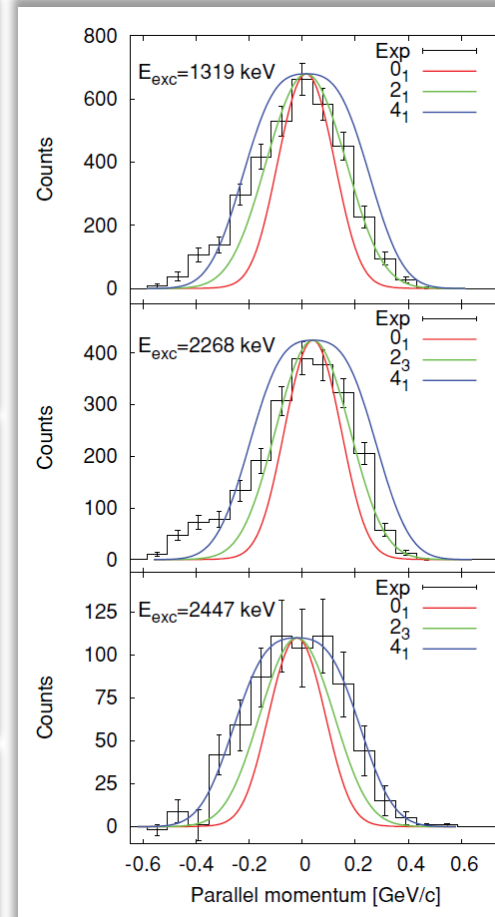 800
600
400
200
0
Counts
E_exc=1319 keV
Exp
0_1
2_1
4_1
400
300
200
100
0
Counts
E_exc=2268 keV
Exp
0_1
2_3
4_1
125
100
75
50
25
0
Counts
E_exc=2447 keV
Exp
0_1
2_3
4_1
-0.6 -0.4 -0.2 0 0.2 0.4 0.6
Parallel momentum [GeV/c]